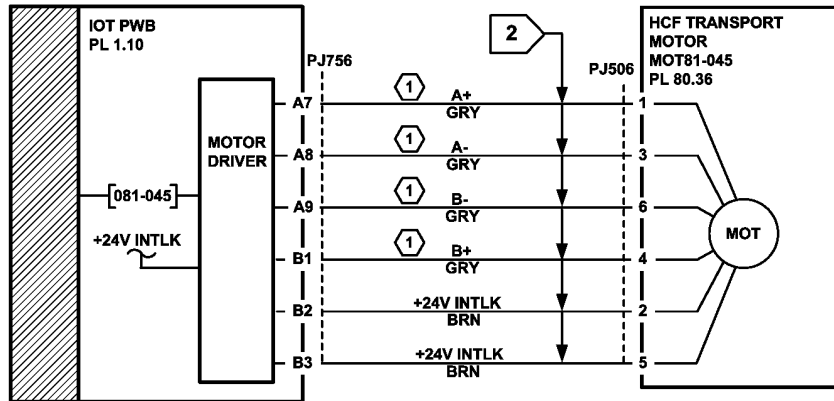 IOT PWB
PL 1.10
PJ756
2
PJ506
HCF TRANSPORT
MOTOR
MOT81-045
PL 80.36
MOTOR
DRIVER
081-045
+24V INTLK
A7
1
A+
GRY
1
A8
1
A-
GRY
3
A9
1
B-
GRY
6
B1
1
B+
GRY
4
B2
+24V INTLK
BRN
2
B3
+24V INTLK
BRN
5
MOT